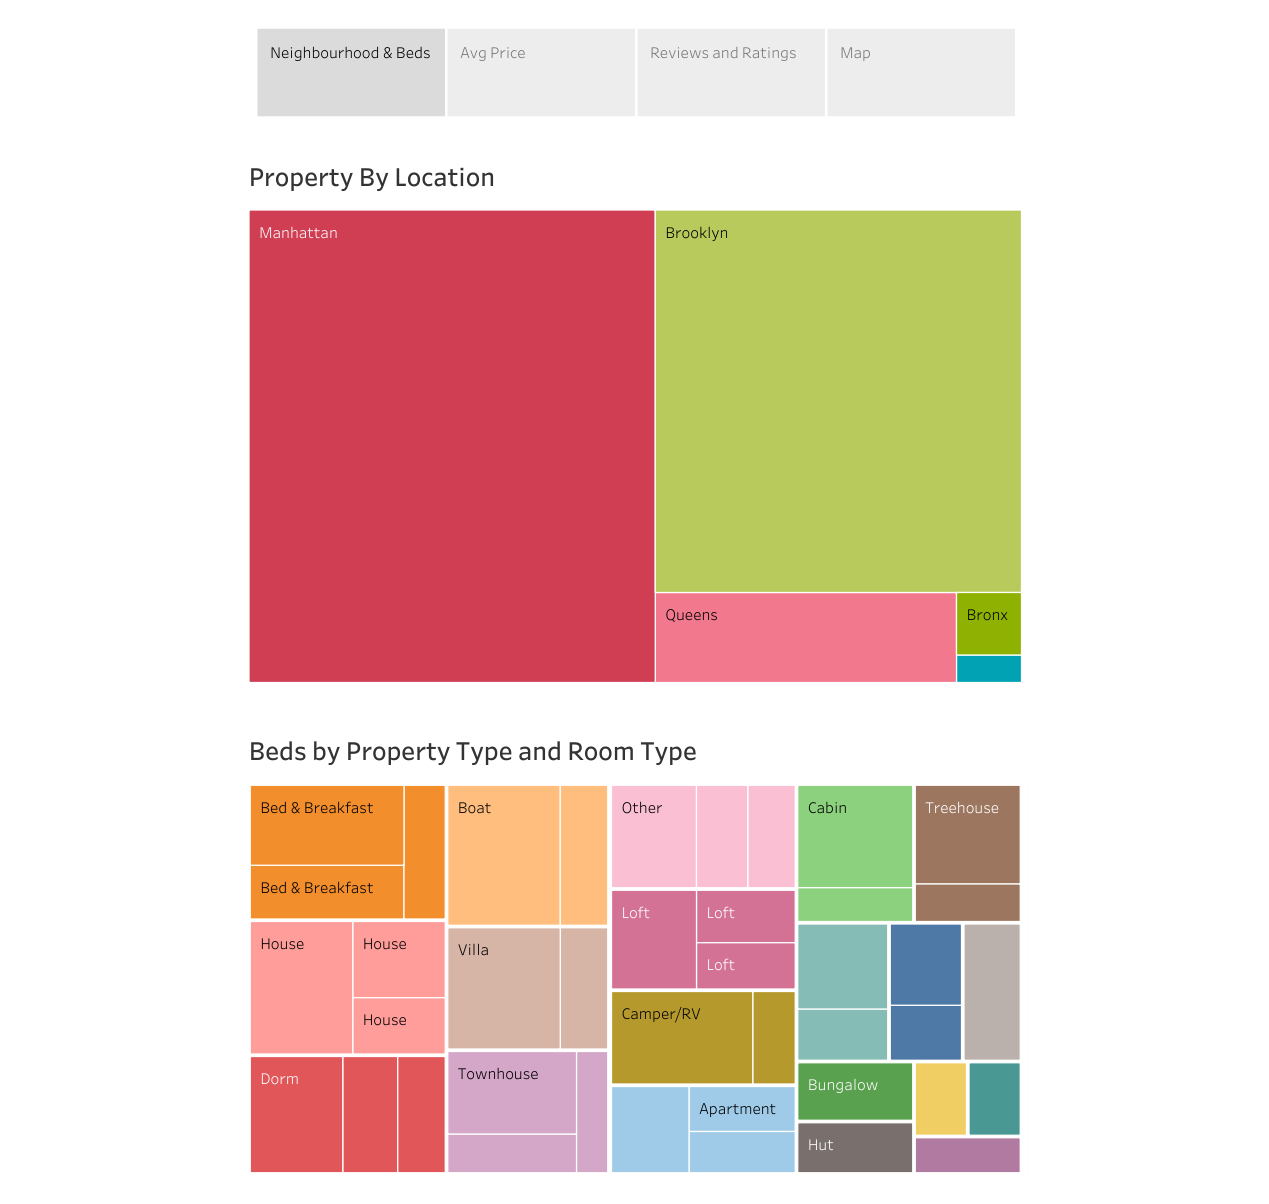 Neighbourhood & Beds
Avg Price
Reviews and Ratings
Map
Property By Location
Manhattan
Brooklyn
Queens
Bronx
Beds by Property Type and Room Type
Bed & Breakfast
Bed & Breakfast
House
House
House
Dorm
Boat
Villa
Townhouse
Other
Loft
Loft
Loft
Camper/RV
Apartment
Cabin
Treehouse
Bungalow
Hut